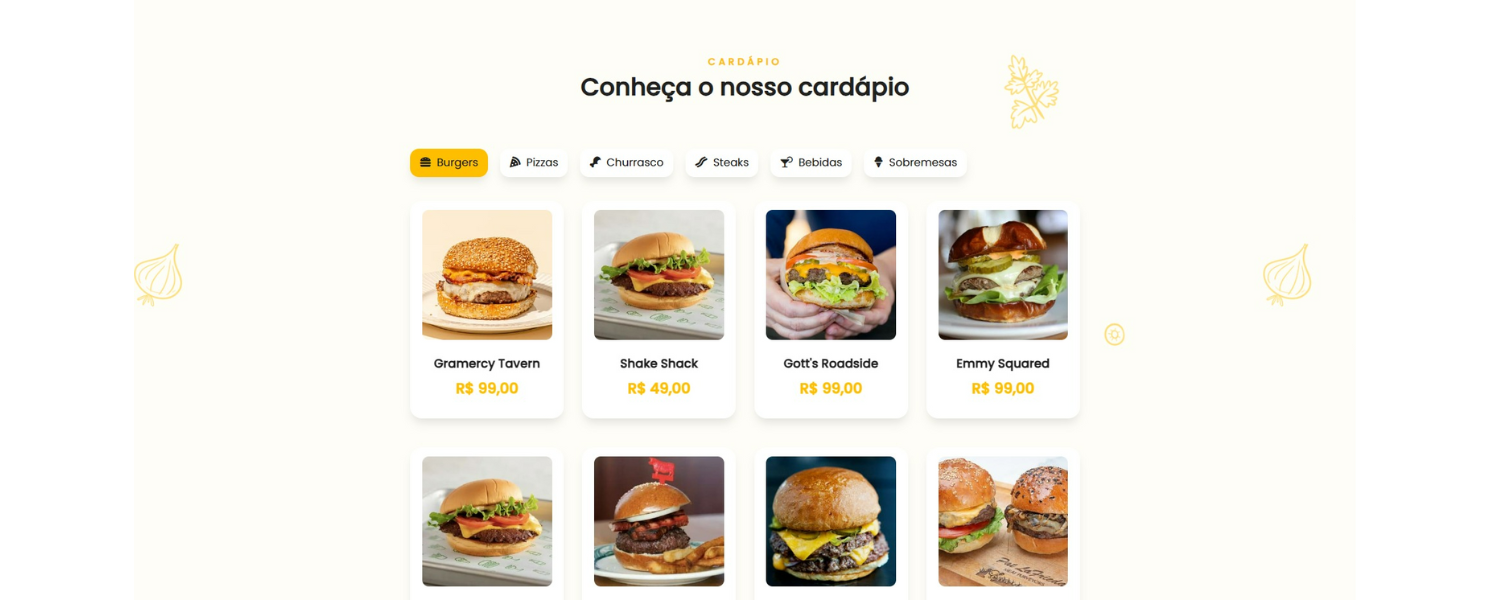 CARDÁPIO
Conheça o nosso cardápio
Burgers Pizzas Churrasco Steaks Bebidas Sobremesas
Gramercy Tavern Shake Shack Gott's Roadside Emmy Squared
R$ 99,00 R$ 49,00 R$ 99,00 R$ 99,00